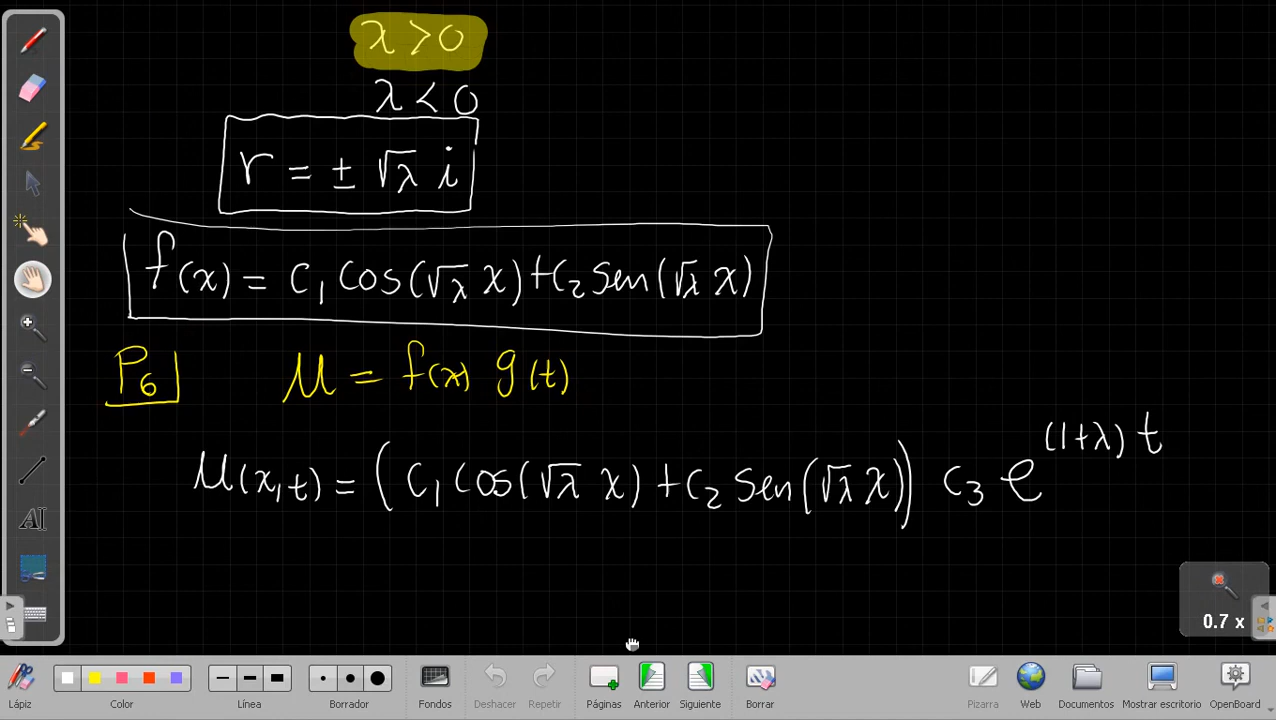 λ > 0
λ < 0
r = ± √λ i
f(x) = C₁ Cos(√λ x) + C₂ Sen(√λ x)
P₆ μ = f(x) g(t)
μ(x,t) = (C₁ Cos(√λ x) + C₂ Sen(√λ x)) C₃ e^(1+λ)t
0.7 x
Lápiz Color Línea Borrador Fondos Deshacer Repetir Páginas Anterior Siguiente Borrar Pizarra Web Documentos Mostrar escritorio OpenBoard